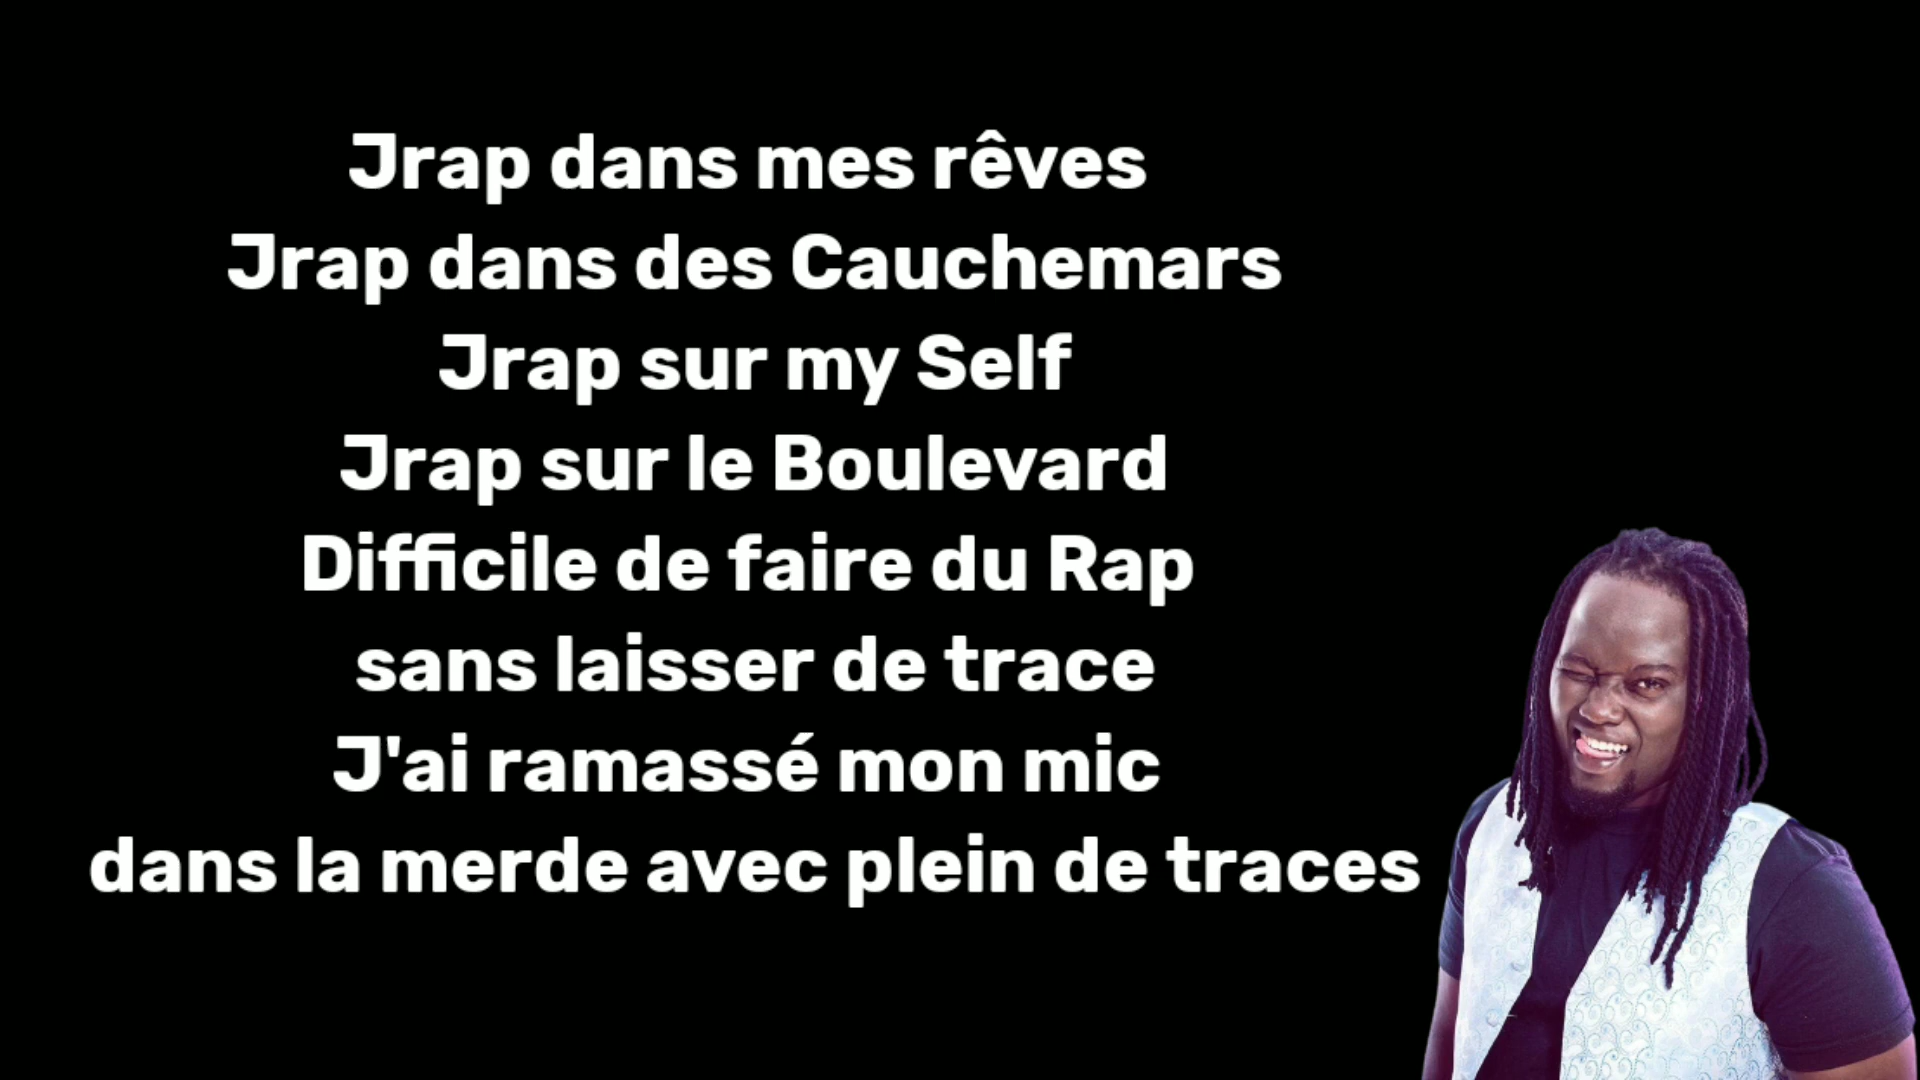 Jrap dans mes rêves
Jrap dans des Cauchemars
Jrap sur my Self
Jrap sur le Boulevard
Difficile de faire du Rap
sans laisser de trace
J'ai ramassé mon mic
dans la merde avec plein de traces